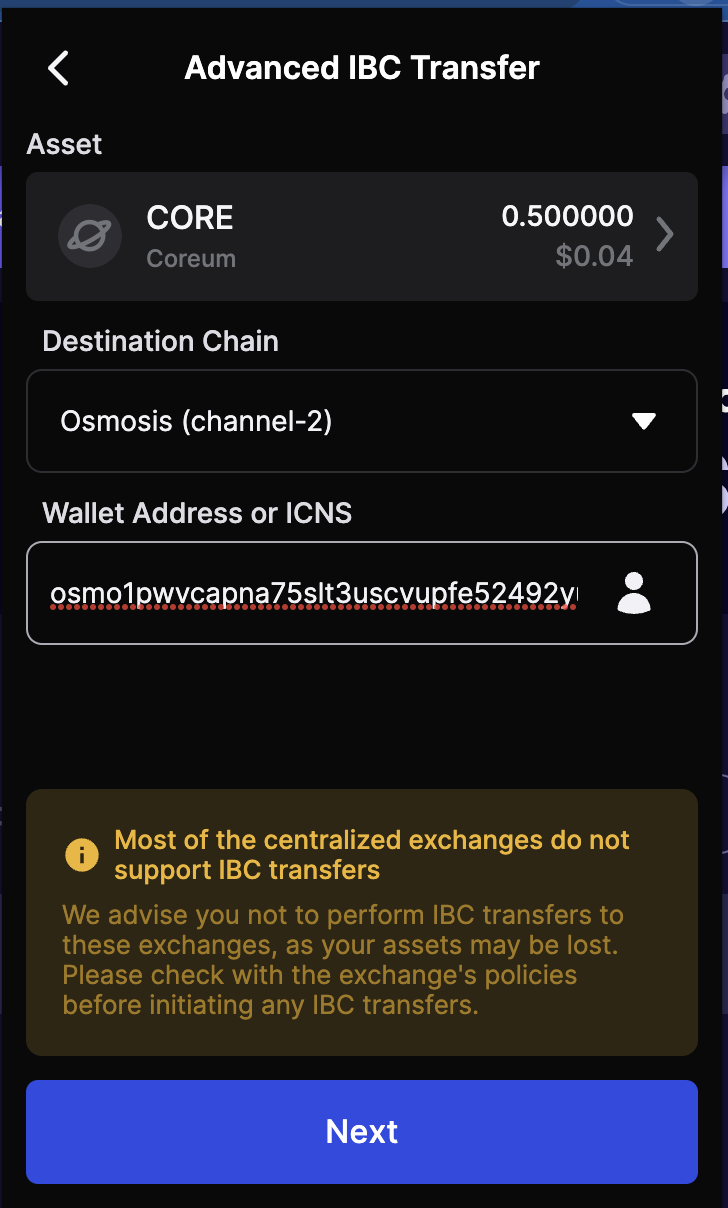 Advanced IBC Transfer
Asset
CORE
0.500000
Coreum
$0.04
Destination Chain
Osmosis (channel-2)
Wallet Address or ICNS
osmo1pwvcapna75slt3uscvupfe52492y
Most of the centralized exchanges do not
support IBC transfers
We advise you not to perform IBC transfers to
these exchanges, as your assets may be lost.
Please check with the exchange's policies
before initiating any IBC transfers.
Next